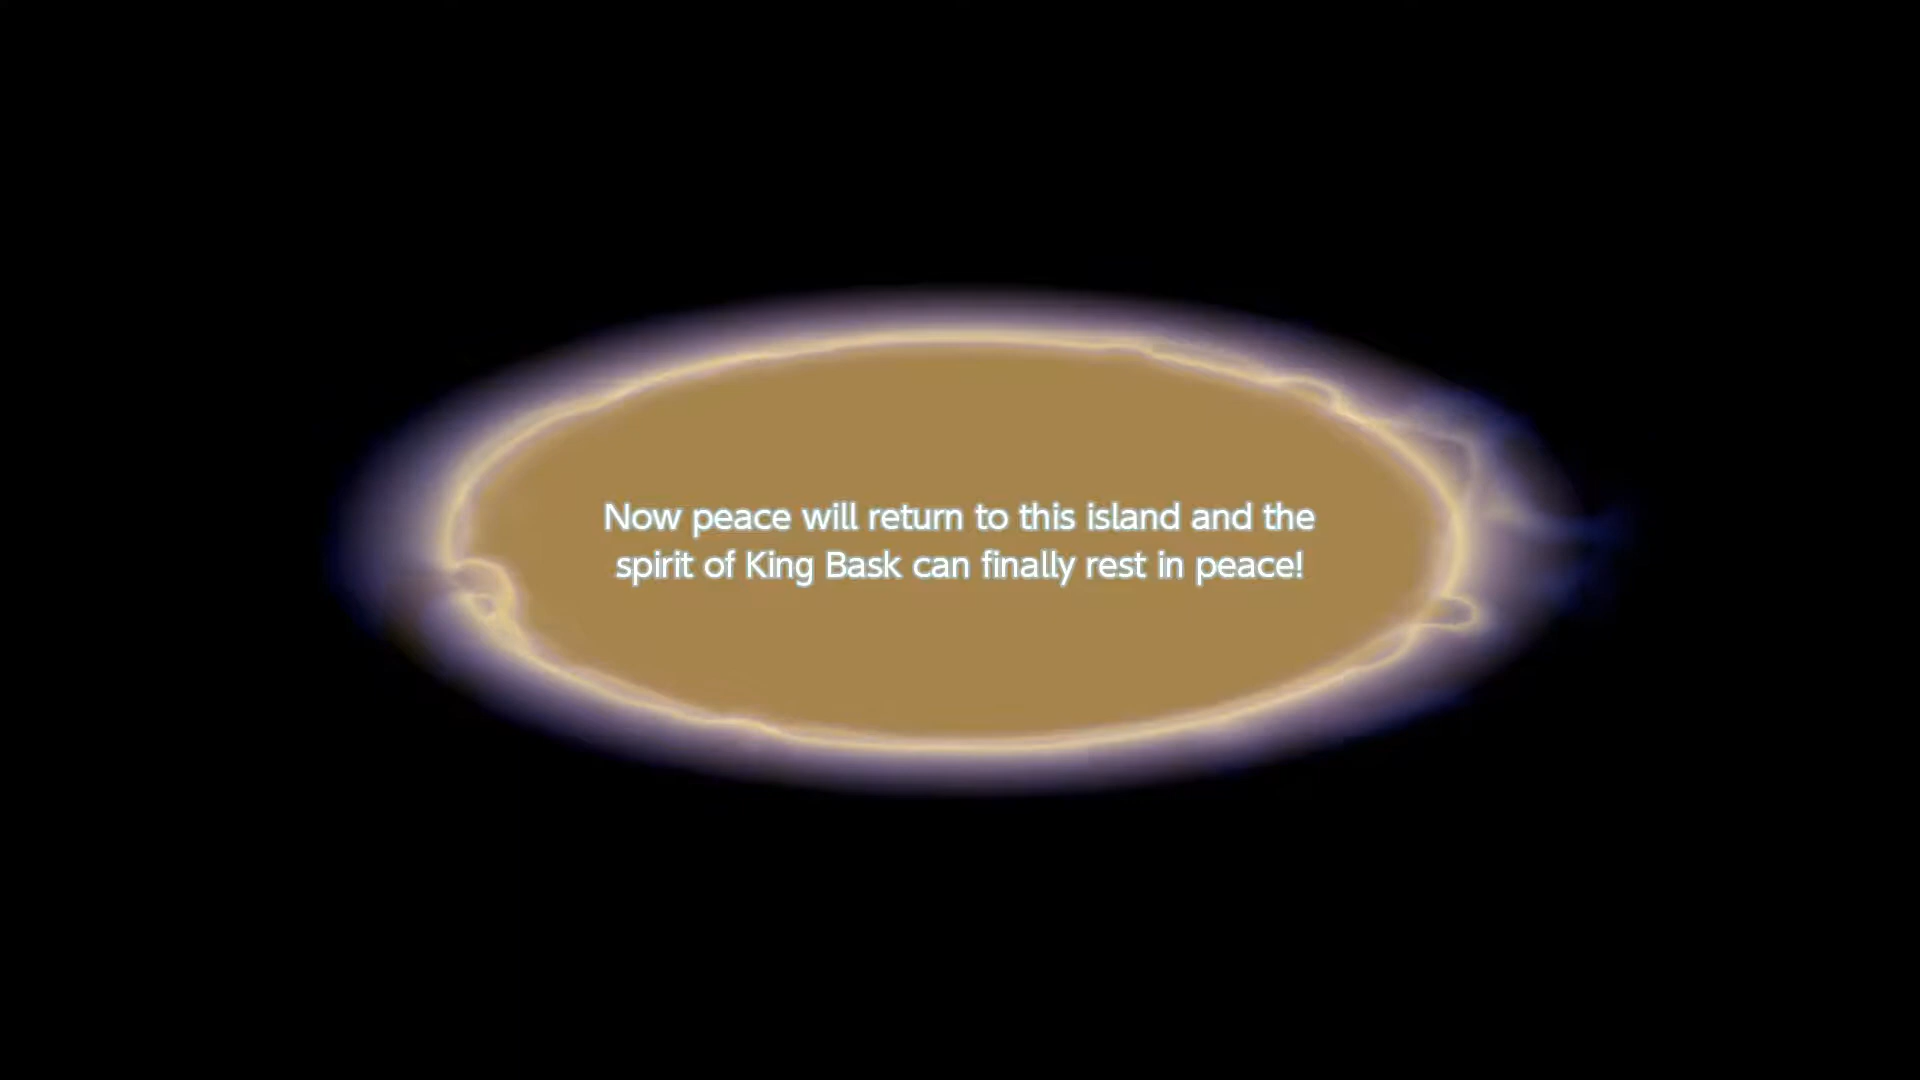 Now peace will return to this island and the
spirit of King Bask can finally rest in peace!